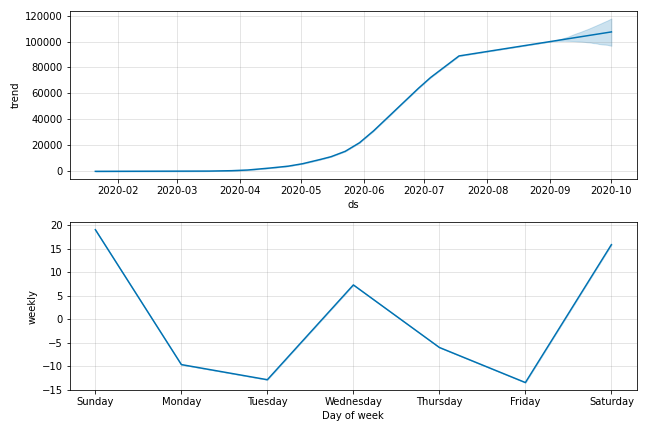 120000
100000
80000
60000
40000
20000
0
trend
2020-02 2020-03 2020-04 2020-05 2020-06 2020-07 2020-08 2020-09 2020-10
ds
20
15
10
5
0
−5
−10
−15
weekly
Sunday Monday Tuesday Wednesday Thursday Friday Saturday
Day of week